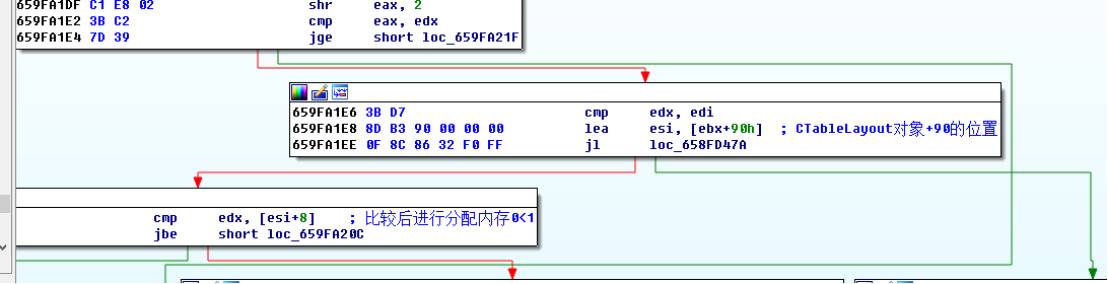 659FA1DF C1 E8 02 shr eax, 2
659FA1E2 3B C2 cmp eax, edx
659FA1E4 7D 39 jge short loc_659FA21F
659FA1E6 3B D7 cmp edx, edi
659FA1E8 8D B3 90 00 00 00 lea esi, [ebx+90h] ; CTableLayout对象+90的位置
659FA1EE 0F 8C 86 32 F0 FF jl loc_658FD47A
cmp edx, [esi+8] ; 比较后进行分配内存0<1
jbe short loc_659FA20C